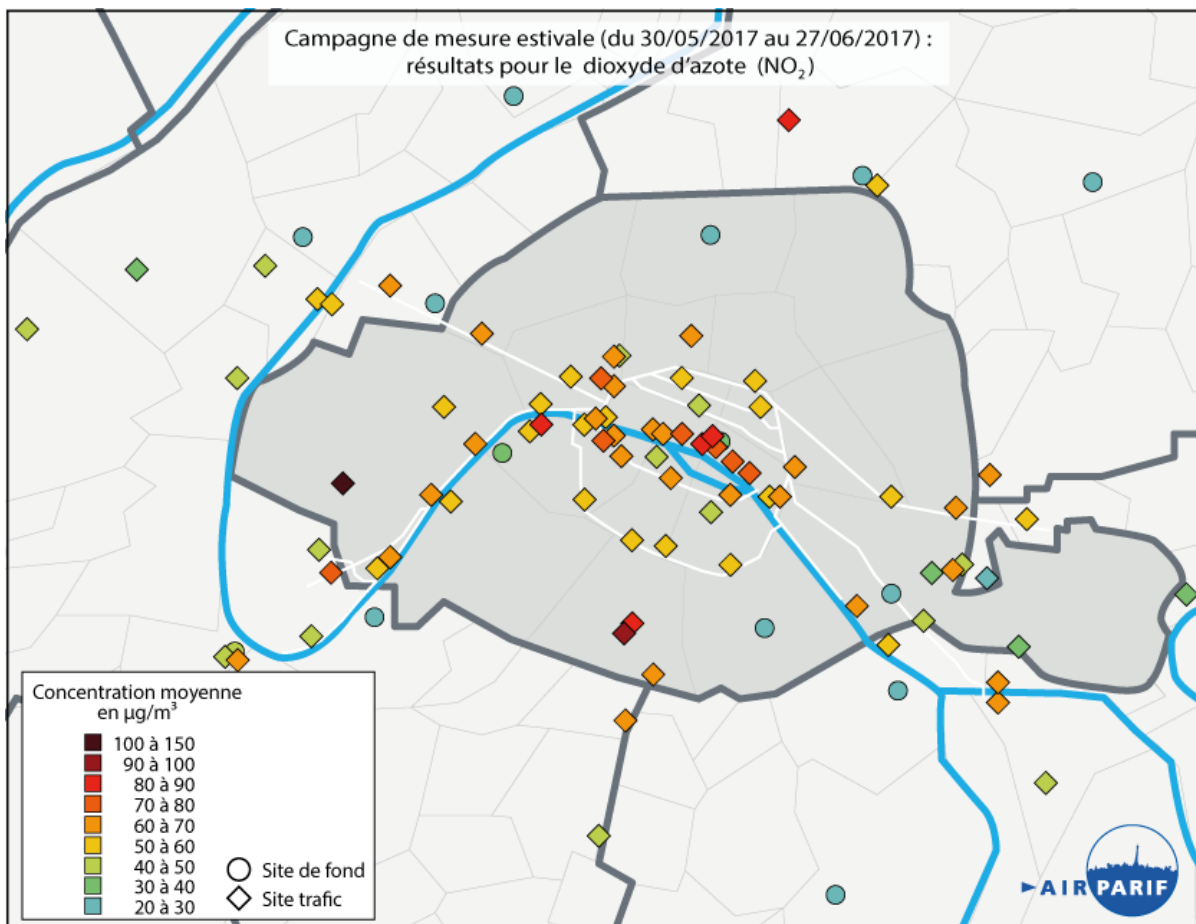 Campagne de mesure estivale (du 30/05/2017 au 27/06/2017) :
résultats pour le dioxyde d'azote (NO₂)
Concentration moyenne
en µg/m³
100 à 150
90 à 100
80 à 90
70 à 80
60 à 70
50 à 60
40 à 50
30 à 40
20 à 30
Site de fond
Site trafic
AIRPARIF